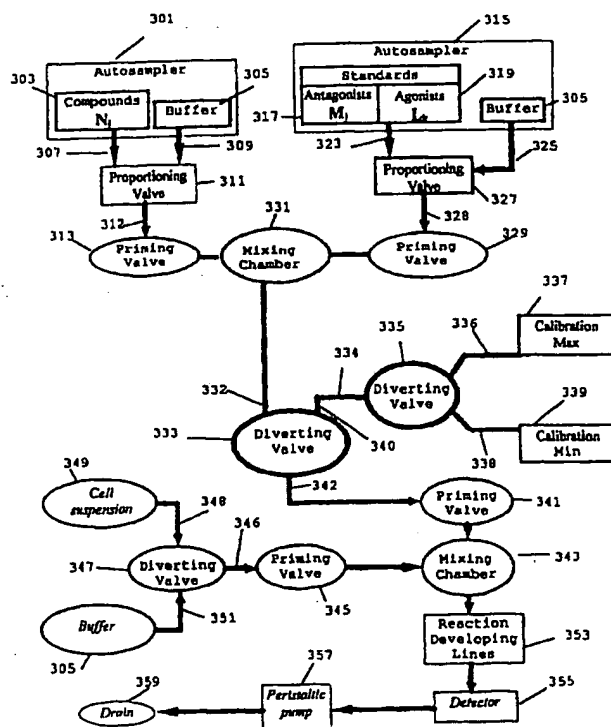 301
315
Autosampler
Autosampler
303
305
Compounds
N_j
Buffer
Standards
319
Antagonists
M_j
Agonists
L_k
Buffer
305
317
307
309
323
325
Proportioning
Valve
311
Proportioning
Valve
327
312
331
328
313
Priming
Valve
Mixing
Chamber
Priming
Valve
329
337
335
336
Calibration
Max
334
Diverting
Valve
339
332
333
Diverting
Valve
340
338
Calibration
Min
349
342
Cell
suspension
348
Priming
Valve
341
346
347
Diverting
Valve
Priming
Valve
Mixing
Chamber
343
351
345
Buffer
305
Reaction
Developing
Lines
353
357
359
Drain
Peristaltic
pump
Detector
355